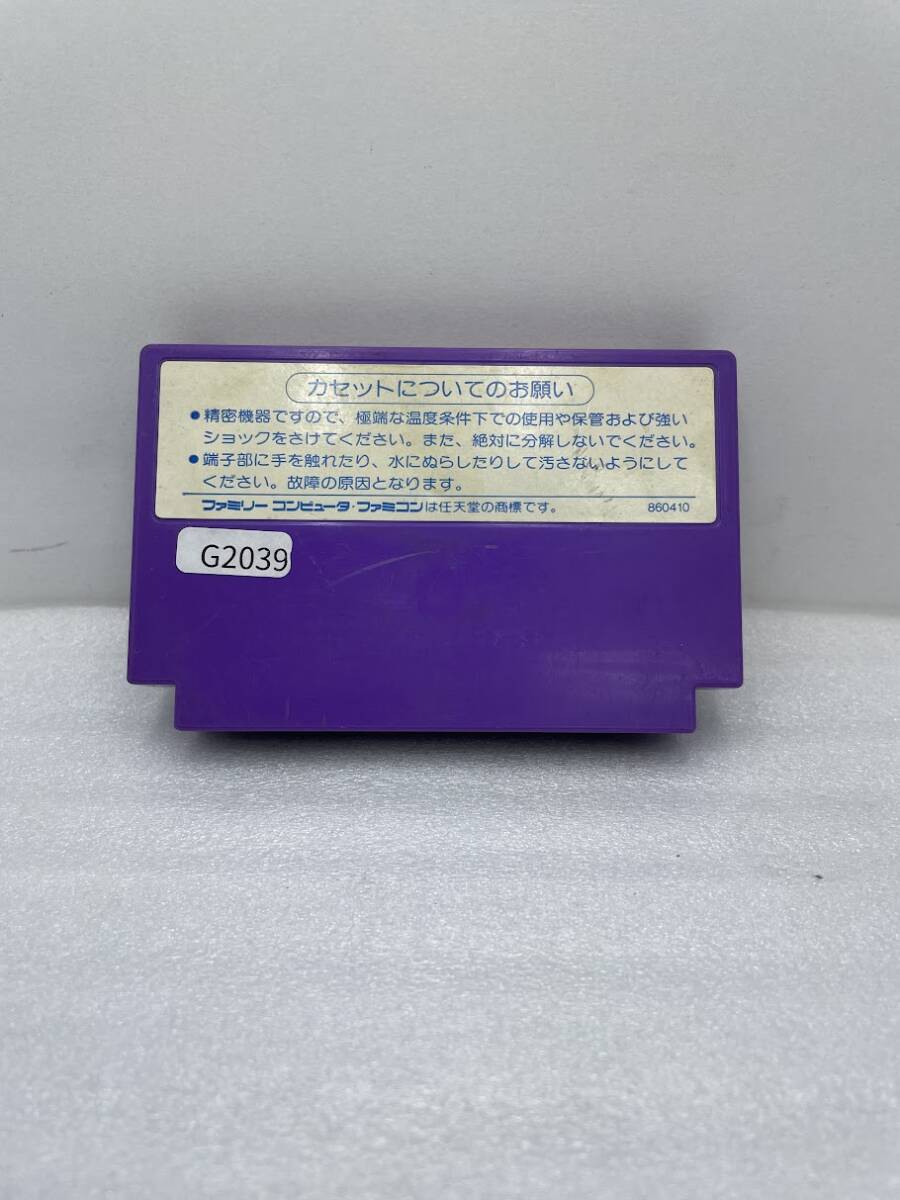 カセットについてのお願い
●精密機器ですので、極端な温度条件下での使用や保管および強い
ショックをさけてください。また、絶対に分解しないでください。
●端子部に手を触れたり、水にぬらしたりして汚さないようにして
ください。故障の原因となります。
ファミリー コンピュータ・ファミコンは任天堂の商標です。 860410
G2039